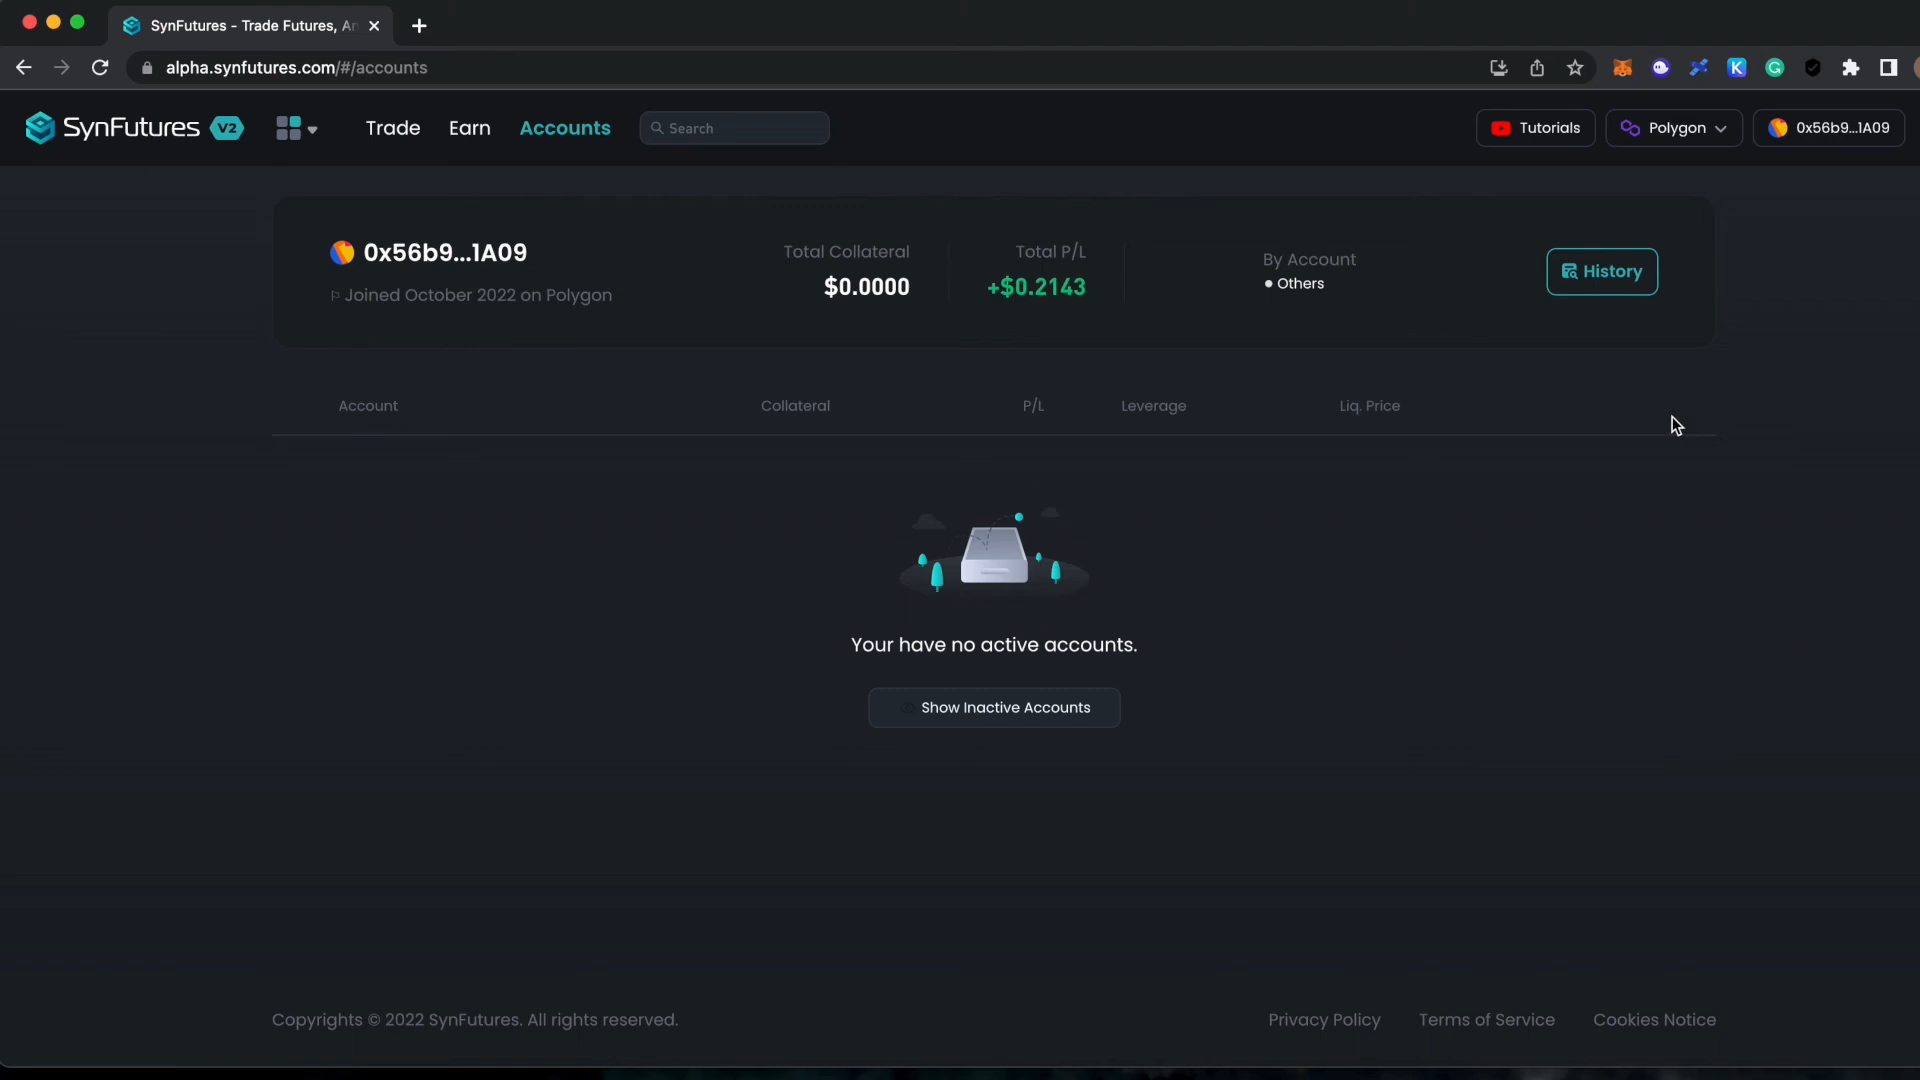 SynFutures - Trade Futures, An
alpha.synfutures.com/#/accounts
SynFutures V2
Trade
Earn
Accounts
Search
Tutorials
Polygon
0x56b9...1A09
0x56b9...1A09
Joined October 2022 on Polygon
Total Collateral
$0.0000
Total P/L
+$0.2143
By Account
Others
History
Account
Collateral
P/L
Leverage
Liq. Price
Your have no active accounts.
Show Inactive Accounts
Copyrights © 2022 SynFutures. All rights reserved.
Privacy Policy
Terms of Service
Cookies Notice